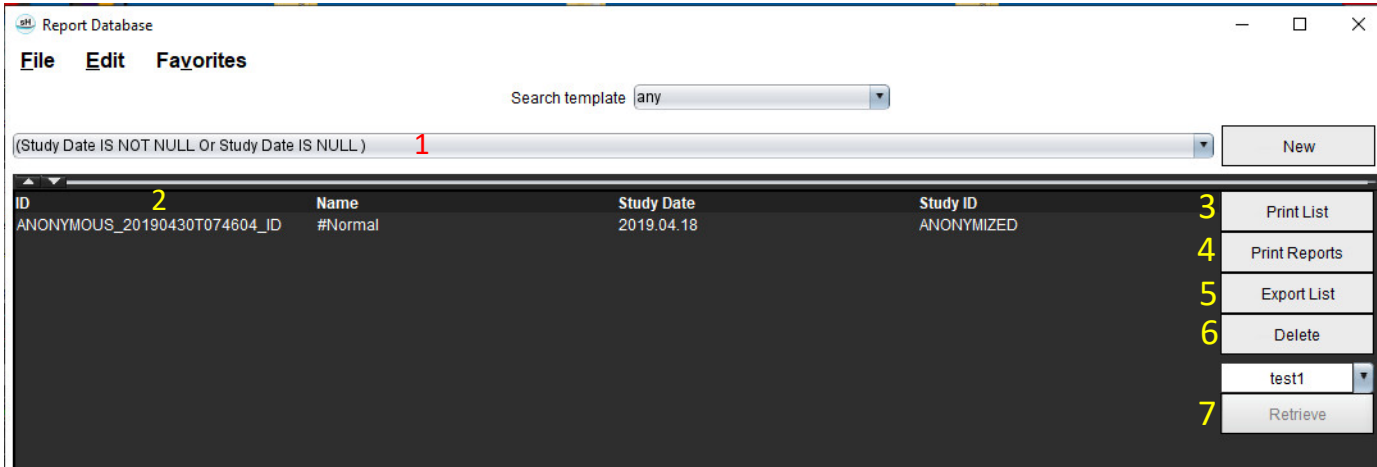 sH Report Database
File Edit Favorites
Search template any
(Study Date IS NOT NULL Or Study Date IS NULL ) 1 New
2
ID Name Study Date Study ID
ANONYMOUS_20190430T074604_ID #Normal 2019.04.18 ANONYMIZED
3 Print List
4 Print Reports
5 Export List
6 Delete
test1
7 Retrieve